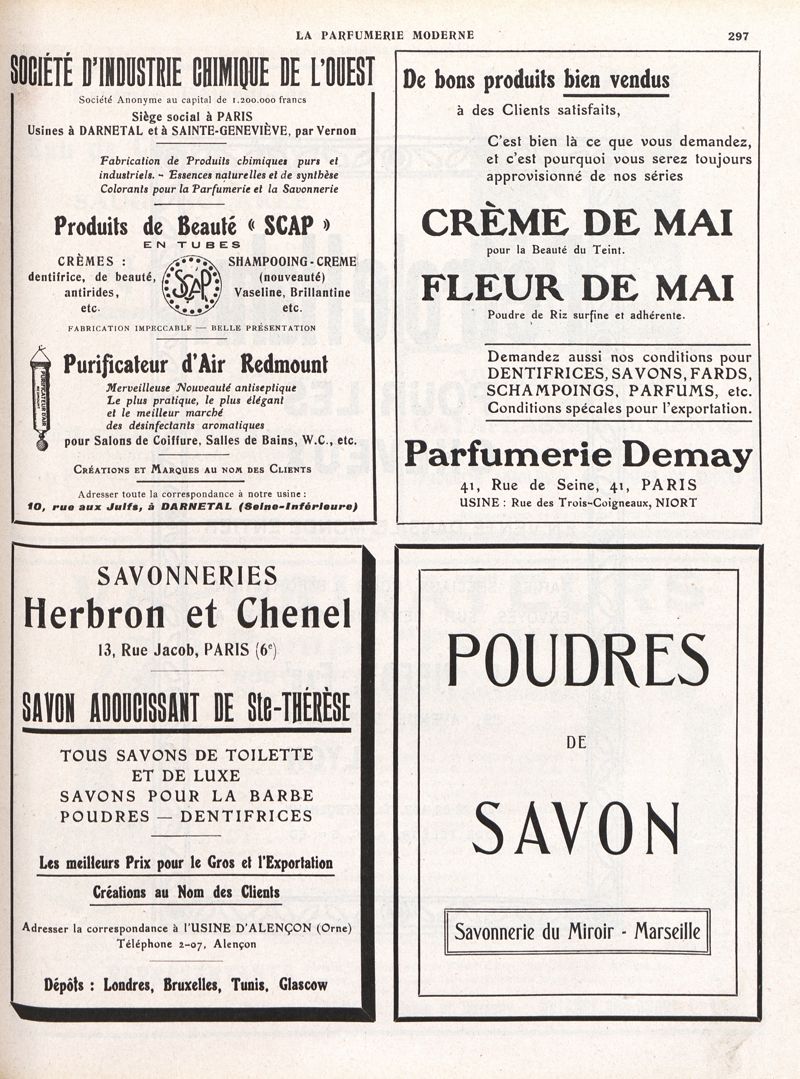 LA PARFUMERIE MODERNE
297
SOCIÉTÉ D'INDUSTRIE CHIMIQUE DE L'OUEST
Société Anonyme au capital de 1.200.000 francs
Siège social à PARIS
Usines à DARNETAL et à SAINTE-GENEVIÈVE, par Vernon
Fabrication de Produits chimiques purs et
industriels. - Essences naturelles et de synthèse
Colorants pour la Parfumerie et la Savonnerie
Produits de Beauté « SCAP »
EN TUBES
CRÈMES :
dentifrice, de beauté,
antirides,
etc.
SCAP
SHAMPOOING-CREME
(nouveauté)
Vaseline, Brillantine
etc.
FABRICATION IMPECCABLE — BELLE PRÉSENTATION
PURIFICATEUR D'AIR
Purificateur d'Air Redmount
Merveilleuse Nouveauté antiseptique
Le plus pratique, le plus élégant
et le meilleur marché
des désinfectants aromatiques
pour Salons de Coiffure, Salles de Bains, W.C., etc.
CRÉATIONS ET MARQUES AU NOM DES CLIENTS
Adresser toute la correspondance à notre usine :
10, rue aux Juifs, à DARNETAL (Seine-Inférieure)
De bons produits bien vendus
à des Clients satisfaits,
C'est bien là ce que vous demandez,
et c'est pourquoi vous serez toujours
approvisionné de nos séries
CRÈME DE MAI
pour la Beauté du Teint.
FLEUR DE MAI
Poudre de Riz surfine et adhérente.
Demandez aussi nos conditions pour
DENTIFRICES, SAVONS, FARDS,
SCHAMPOINGS, PARFUMS, etc.
Conditions spécales pour l'exportation.
Parfumerie Demay
41, Rue de Seine, 41, PARIS
USINE : Rue des Trois-Coigneaux, NIORT
SAVONNERIES
Herbron et Chenel
13, Rue Jacob, PARIS (6e)
SAVON ADOUCISSANT DE Ste-THÉRÈSE
TOUS SAVONS DE TOILETTE
ET DE LUXE
SAVONS POUR LA BARBE
POUDRES — DENTIFRICES
Les meilleurs Prix pour le Gros et l'Exportation
Créations au Nom des Clients
Adresser la correspondance à l'USINE D'ALENÇON (Orne)
Téléphone 2-07, Alençon
Dépôts : Londres, Bruxelles, Tunis, Glascow
POUDRES
DE
SAVON
Savonnerie du Miroir - Marseille